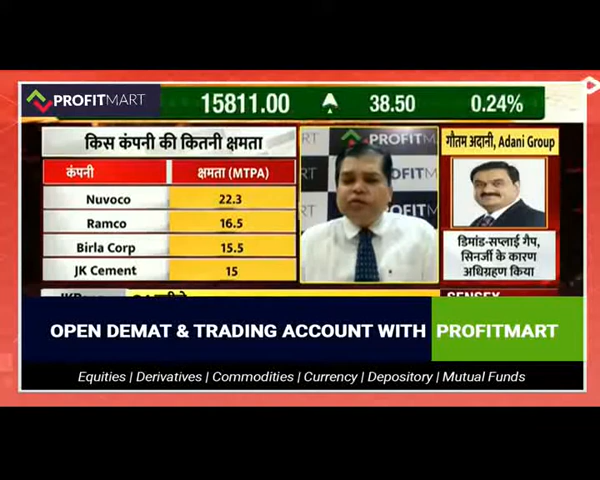 PROFITMART
15811.00 38.50 0.24%
किस कंपनी की कितनी क्षमता
कंपनी क्षमता (MTPA)
Nuvoco 22.3
Ramco 16.5
Birla Corp 15.5
JK Cement 15
PROFITM
PROFITM
गौतम अदानी, Adani Group
डिमांड-सप्लाई गैप,
सिनर्जी के कारण
अधिग्रहण किया
SENSEX
OPEN DEMAT & TRADING ACCOUNT WITH PROFITMART
Equities | Derivatives | Commodities | Currency | Depository | Mutual Funds